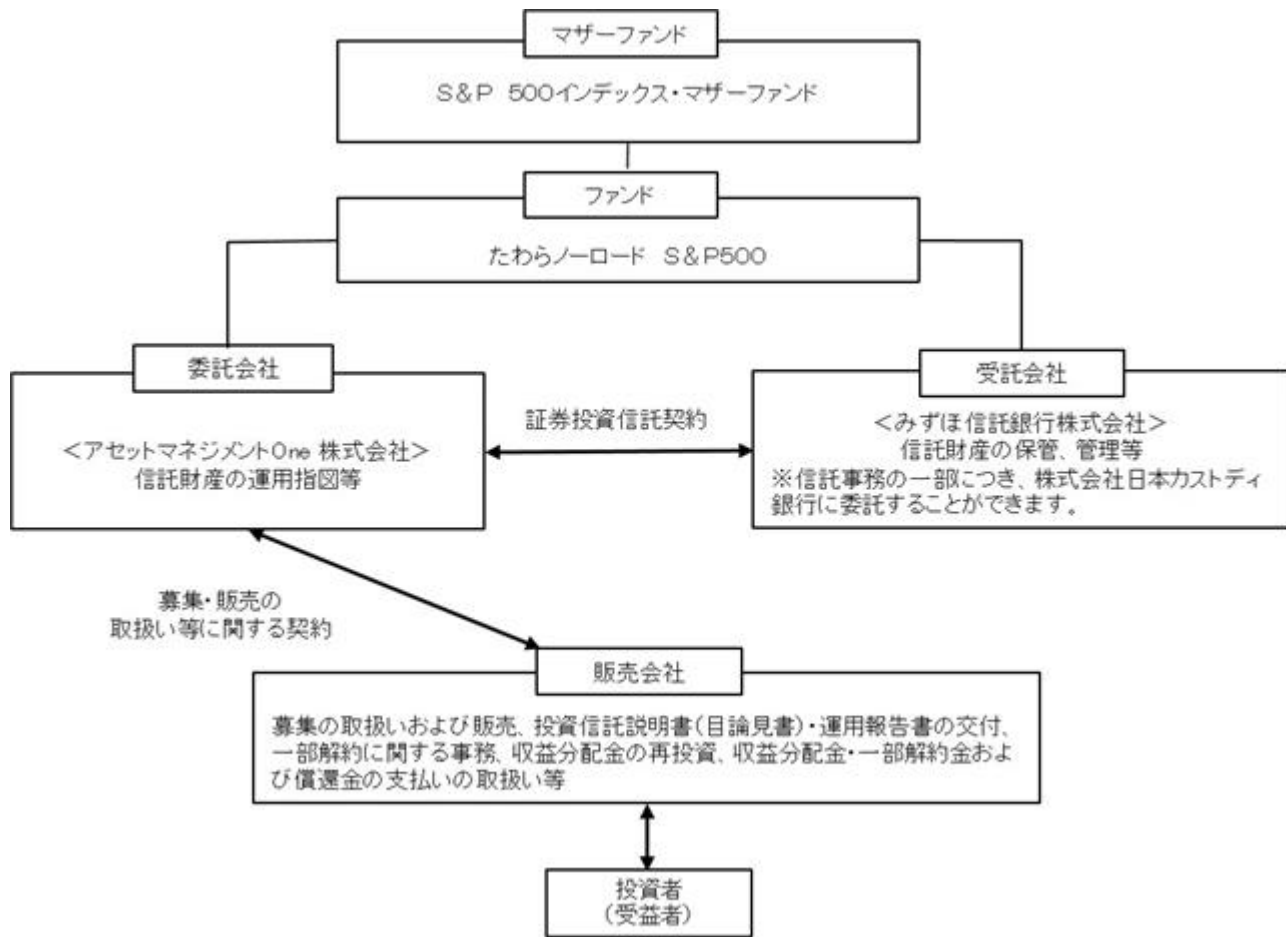 マザーファンド
S&P 500インデックス・マザーファンド
ファンド
たわらノーロード S&P500
委託会社
<アセットマネジメントOne 株式会社>
信託財産の運用指図等
証券投資信託契約
受託会社
<みずほ信託銀行株式会社>
信託財産の保管、管理等
※信託事務の一部につき、株式会社日本カストディ
銀行に委託することができます。
募集・販売の
取扱い等に関する契約
販売会社
募集の取扱いおよび販売、投資信託説明書(目論見書)・運用報告書の交付、
一部解約に関する事務、収益分配金の再投資、収益分配金・一部解約金およ
び償還金の支払いの取扱い等
投資者
(受益者)